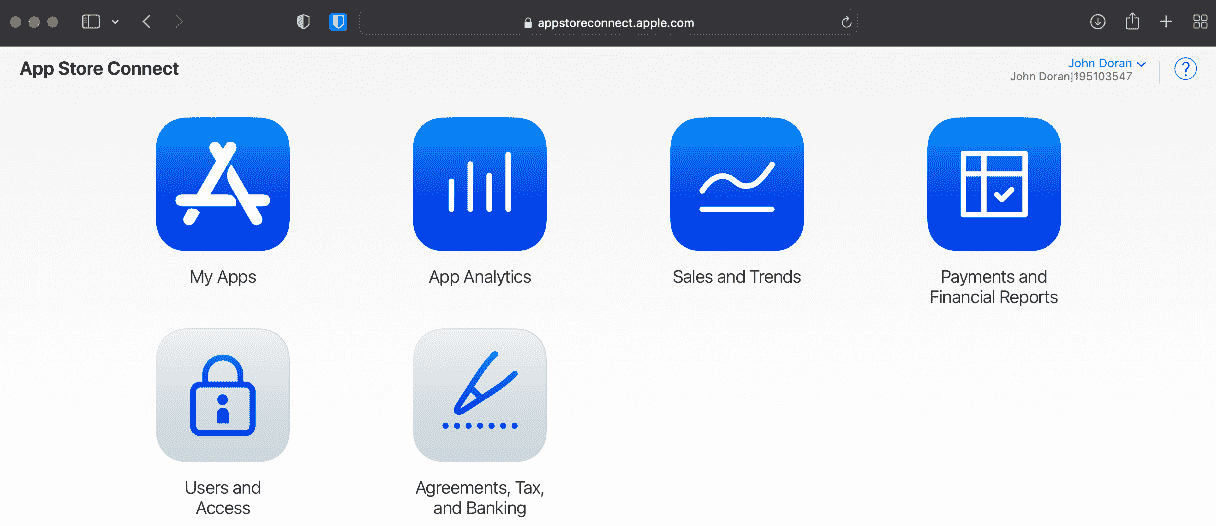 appstoreconnect.apple.com
App Store Connect
John Doran
John Doran|195103547
?
My Apps
App Analytics
Sales and Trends
Payments and
Financial Reports
Users and
Access
Agreements, Tax,
and Banking